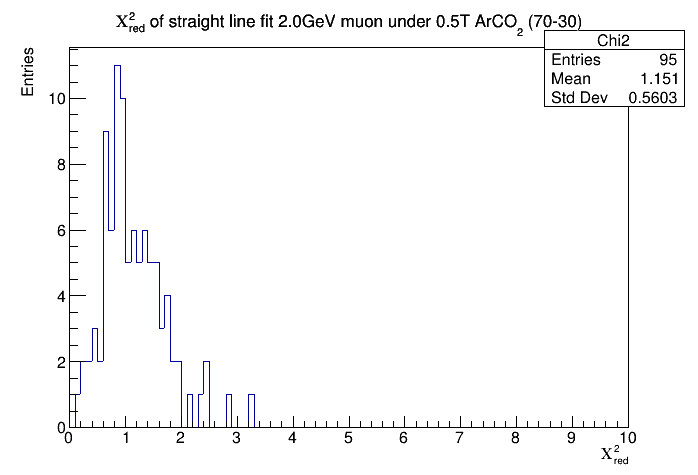 X²red of straight line fit 2.0GeV muon under 0.5T ArCO2 (70-30)
Chi2
Entries 95
Mean 1.151
Std Dev 0.5603
Entries
10
8
6
4
2
0
0 1 2 3 4 5 6 7 8 9 10
X²red